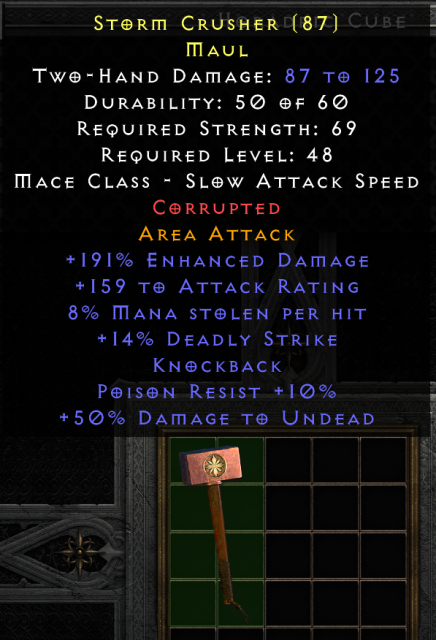 Storm Crusher (87)
Maul
Two-Hand Damage: 87 to 125
Durability: 50 of 60
Required Strength: 69
Required Level: 48
Mace Class - Slow Attack Speed
Corrupted
Area Attack
+191% Enhanced Damage
+159 to Attack Rating
8% Mana stolen per hit
+14% Deadly Strike
Knockback
Poison Resist +10%
+50% Damage to Undead